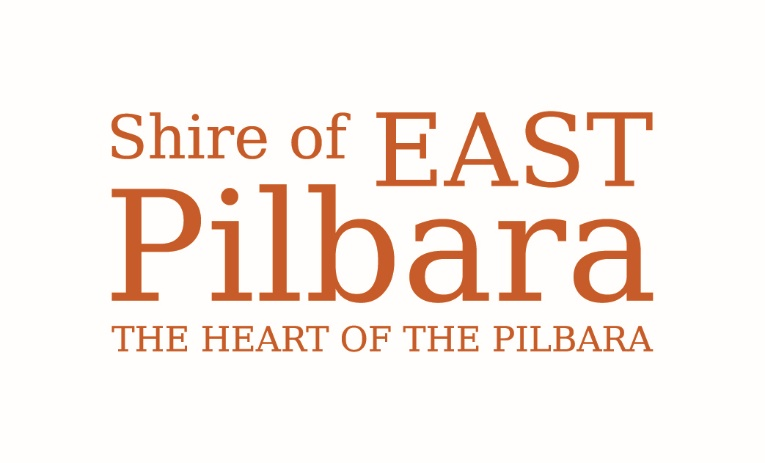 Shire of EAST
Pilbara
THE HEART OF THE PILBARA